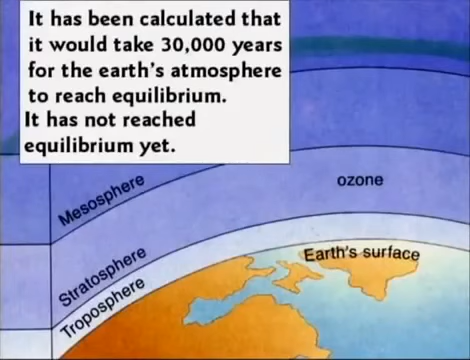 It has been calculated that
it would take 30,000 years
for the earth's atmosphere
to reach equilibrium.
It has not reached
equilibrium yet.
Mesosphere
ozone
Stratosphere
Earth's surface
Troposphere